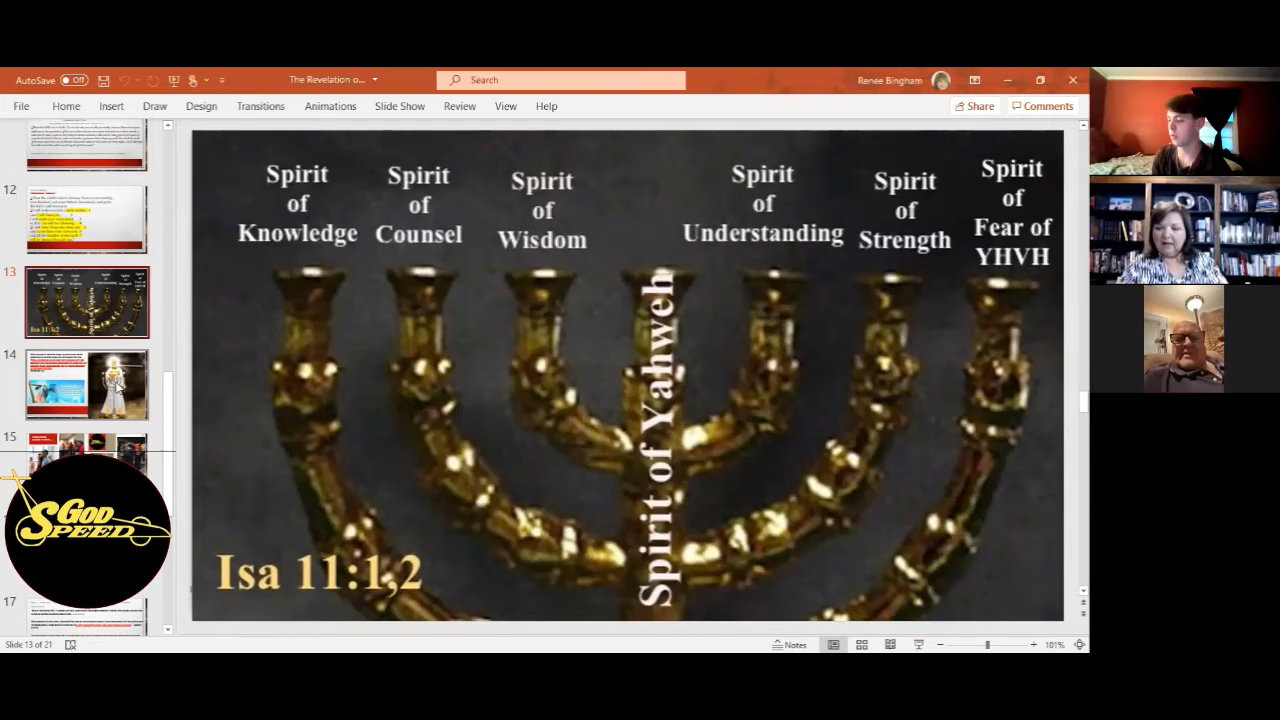 AutoSave Off
The Revelation o...
Search
Renee Bingham
File Home Insert Draw Design Transitions Animations Slide Show Review View Help
Share Comments
12
13
14
15
17
Spirit
of
Knowledge
Spirit
of
Counsel
Spirit
of
Wisdom
Spirit of Yahweh
Spirit
of
Understanding
Spirit
of
Strength
Spirit
of
Fear of
YHVH
Isa 11:1,2
GOD
SPEED
Slide 13 of 21
Notes
101%